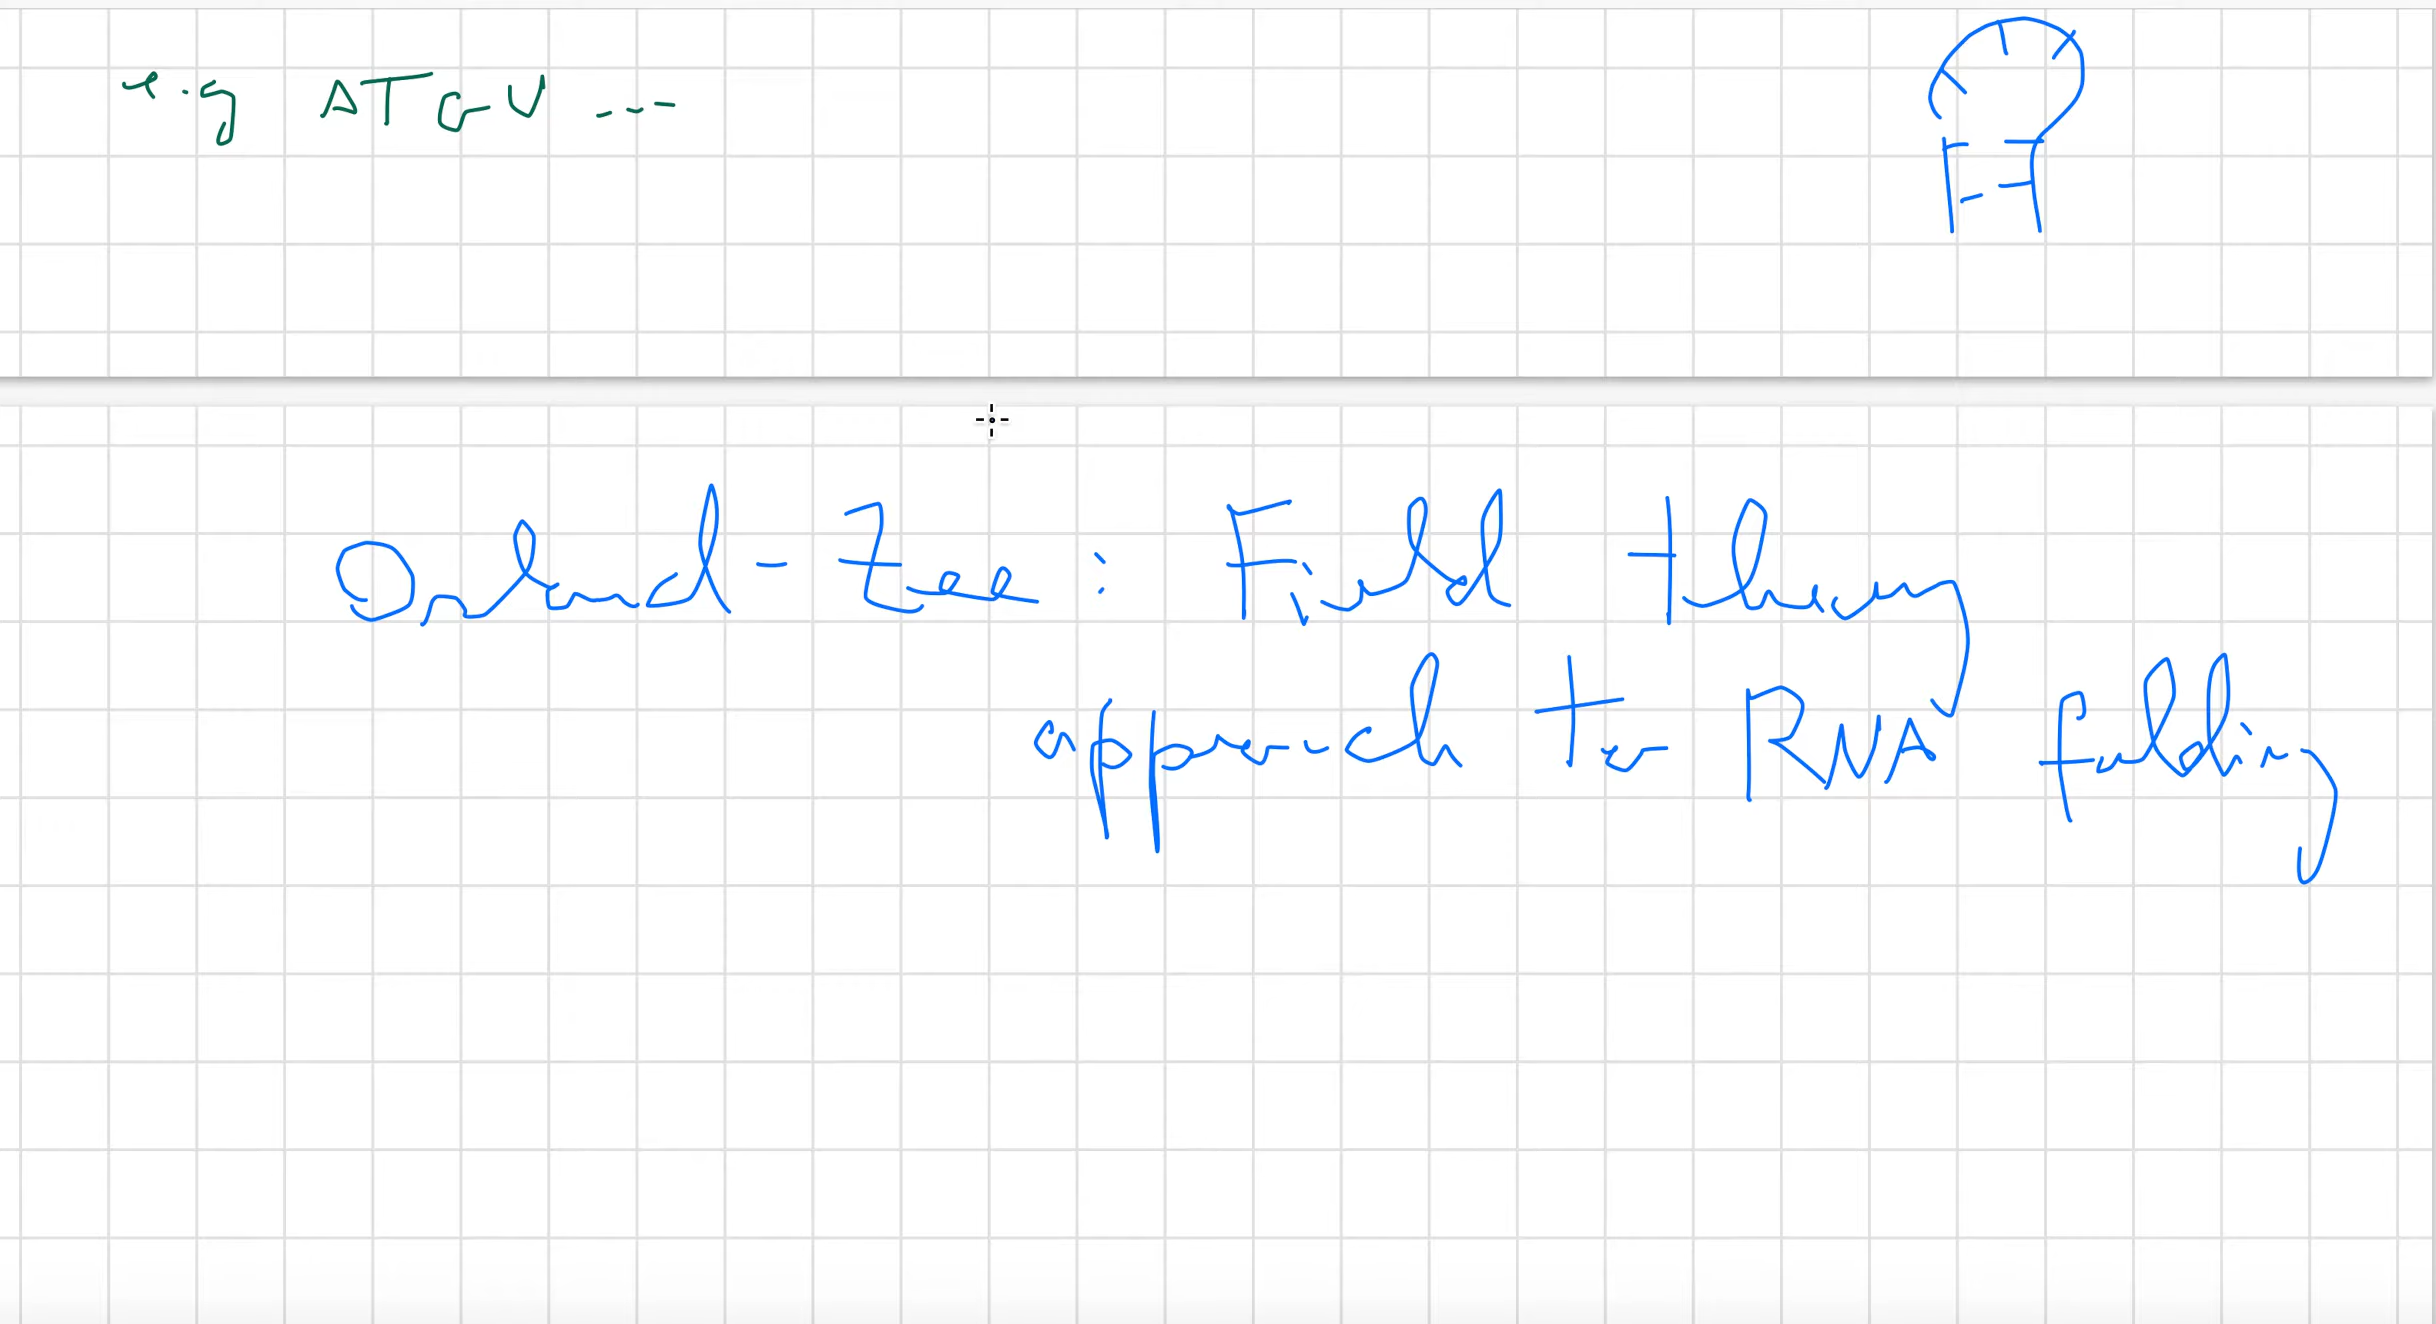 e.g ATGU ---
Orland-Zee: Field theory
approach to RNA folding